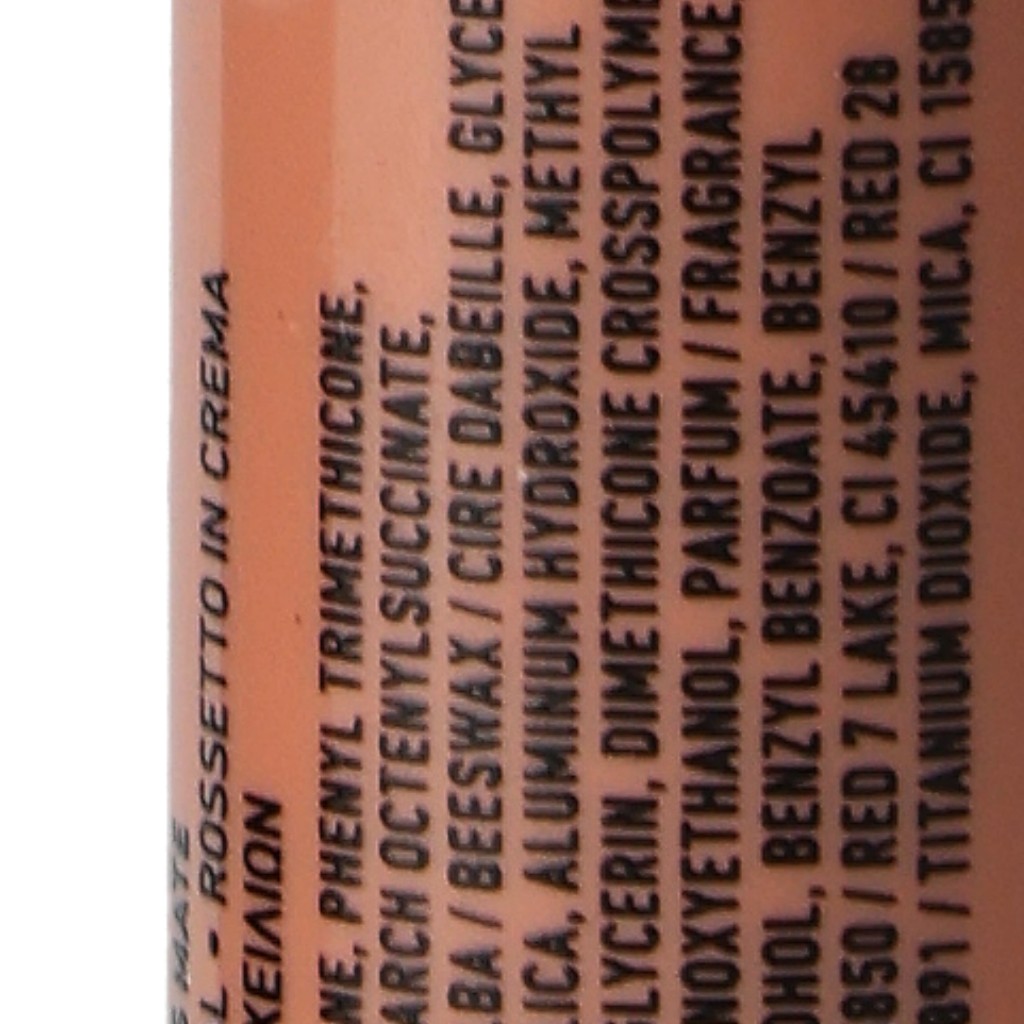 MATE
- ROSSETTO IN CREMA
ΧΕΙΛΙΩΝ
NE, PHENYL TRIMETHICONE,
ARCH OCTENYLSUCCINATE,
BA / BEESWAX / CIRE DABEILLE, GLYCE
ICA, ALUMINUM HYDROXIDE, METHYL
GLYCERIN, DIMETHICONE CROSSPOLYME
NOXYETHANOL, PARFUM / FRAGRANCE,
OHOL, BENZYL BENZOATE, BENZYL
850 / RED 7 LAKE, CI 45410 / RED 28
891 / TITANIUM DIOXIDE, MICA, CI 1585